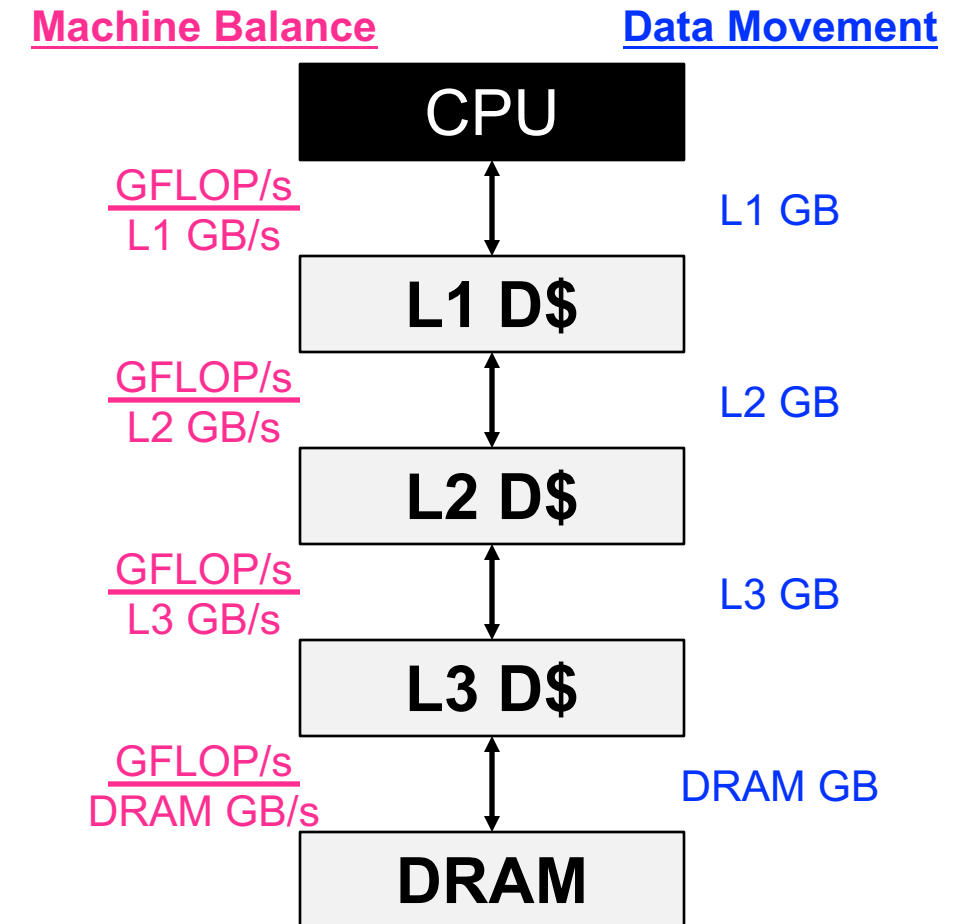 Machine Balance
Data Movement
CPU
GFLOP/s
L1 GB/s
L1 GB
L1 D$
GFLOP/s
L2 GB/s
L2 GB
L2 D$
GFLOP/s
L3 GB/s
L3 GB
L3 D$
GFLOP/s
DRAM GB/s
DRAM GB
DRAM